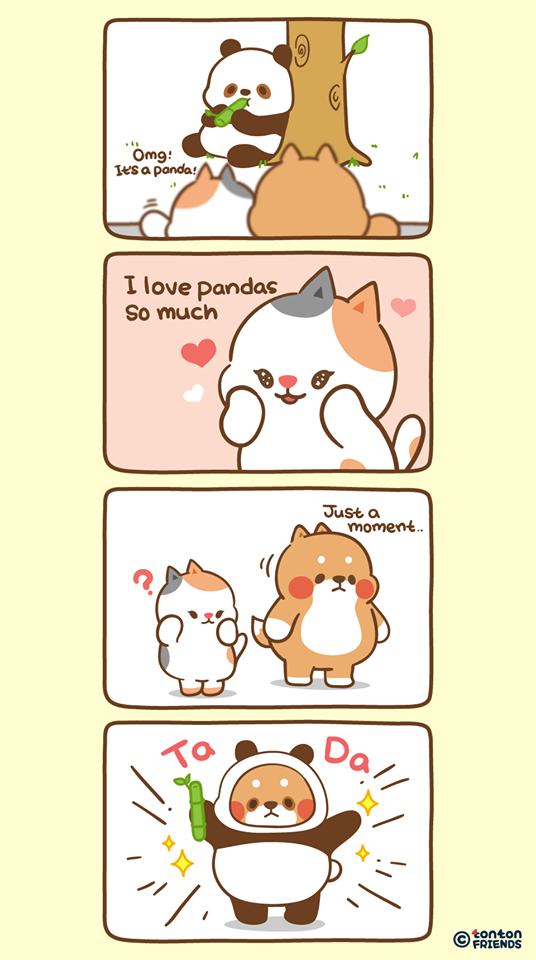 Omg!
It's a panda!
I love pandas
so much
?
Just a
moment..
Ta Da
© tonton
FRIENDS